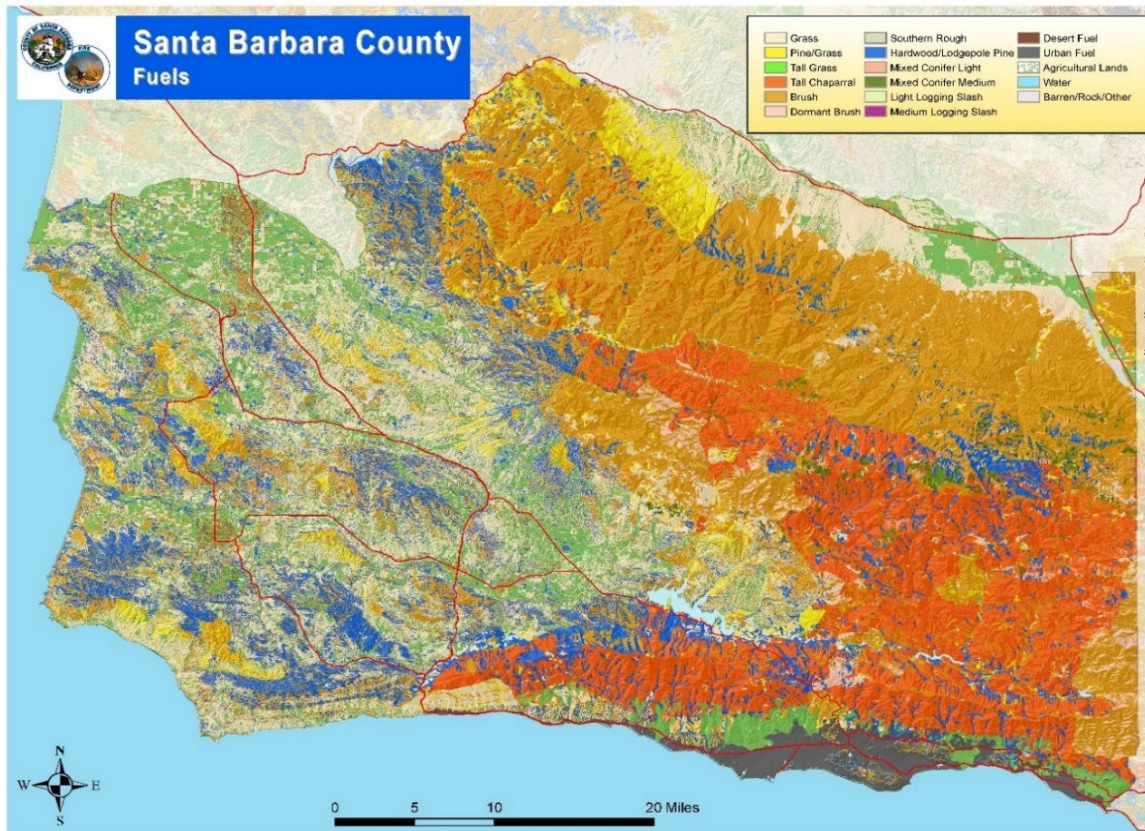 Santa Barbara County
Fuels
Grass
Pine/Grass
Tall Grass
Tall Chaparral
Brush
Dormant Brush
Southern Rough
Hardwood/Lodgepole Pine
Mixed Conifer Light
Mixed Conifer Medium
Light Logging Slash
Medium Logging Slash
Desert Fuel
Urban Fuel
Agricultural Lands
Water
Barren/Rock/Other
N
W E
S
0 5 10 20 Miles